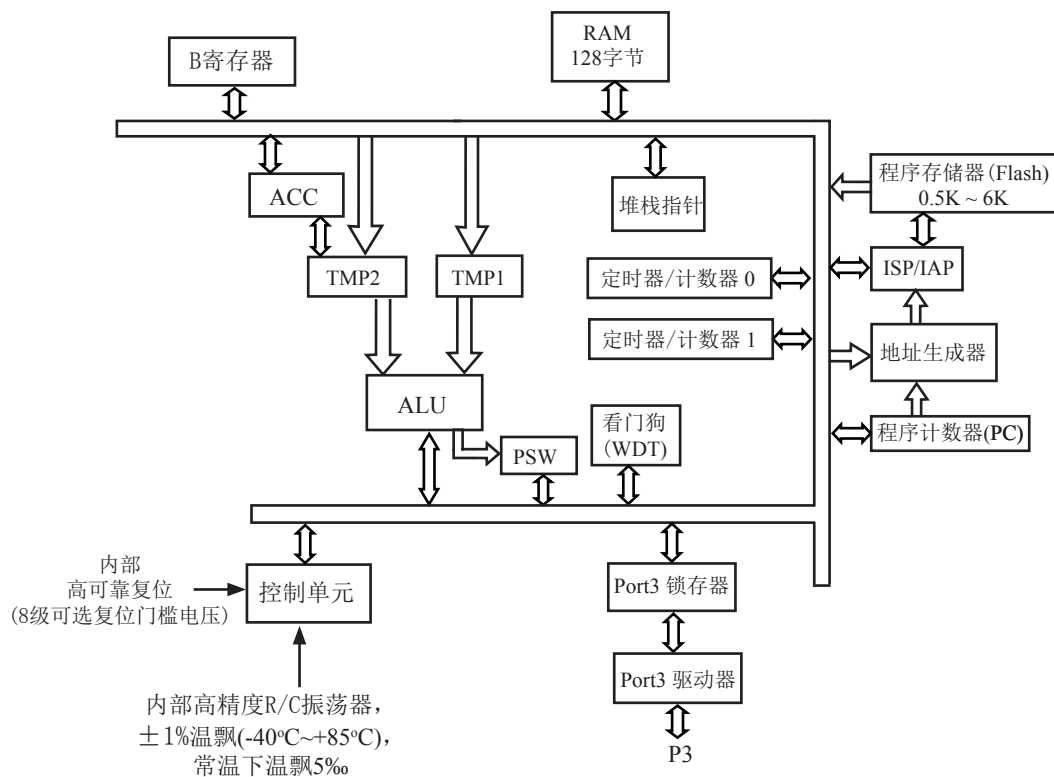 B寄存器
RAM
128字节
ACC
堆栈指针
程序存储器(Flash)
0.5K ~ 6K
TMP2
TMP1
定时器/计数器 0
ISP/IAP
定时器/计数器 1
地址生成器
ALU
看门狗
(WDT)
程序计数器(PC)
PSW
内部
高可靠复位
(8级可选复位门槛电压)
控制单元
Port3 锁存器
Port3 驱动器
内部高精度R/C振荡器，
±1%温飘(-40°C~+85°C)，
常温下温飘5‰
P3